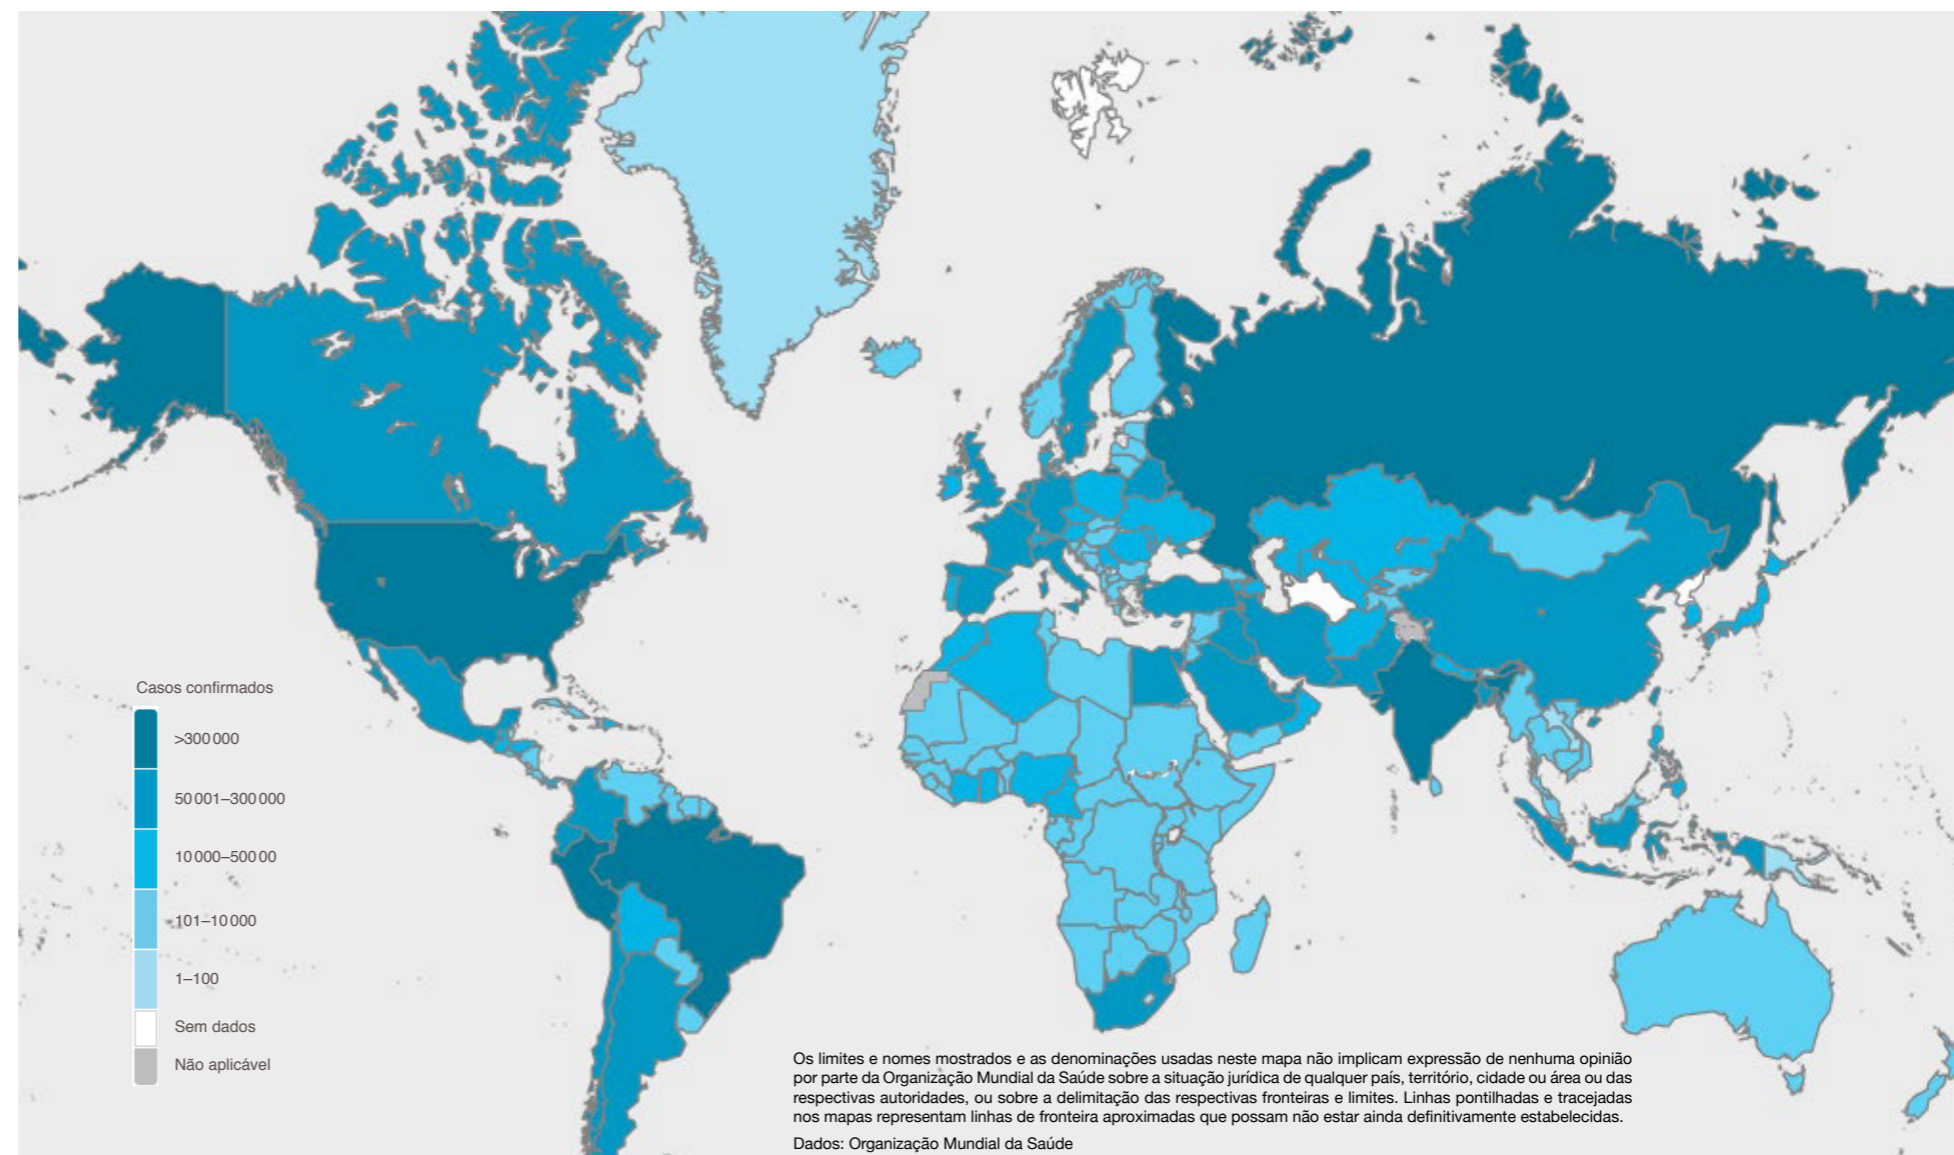 Casos confirmados
>300 000
50 001–300 000
10 000–500 00
101–10 000
1–100
Sem dados
Não aplicável
Os limites e nomes mostrados e as denominações usadas neste mapa não implicam expressão de nenhuma opinião
por parte da Organização Mundial da Saúde sobre a situação jurídica de qualquer país, território, cidade ou área ou das
respectivas autoridades, ou sobre a delimitação das respectivas fronteiras e limites. Linhas pontilhadas e tracejadas
nos mapas representam linhas de fronteira aproximadas que possam não estar ainda definitivamente estabelecidas.
Dados: Organização Mundial da Saúde